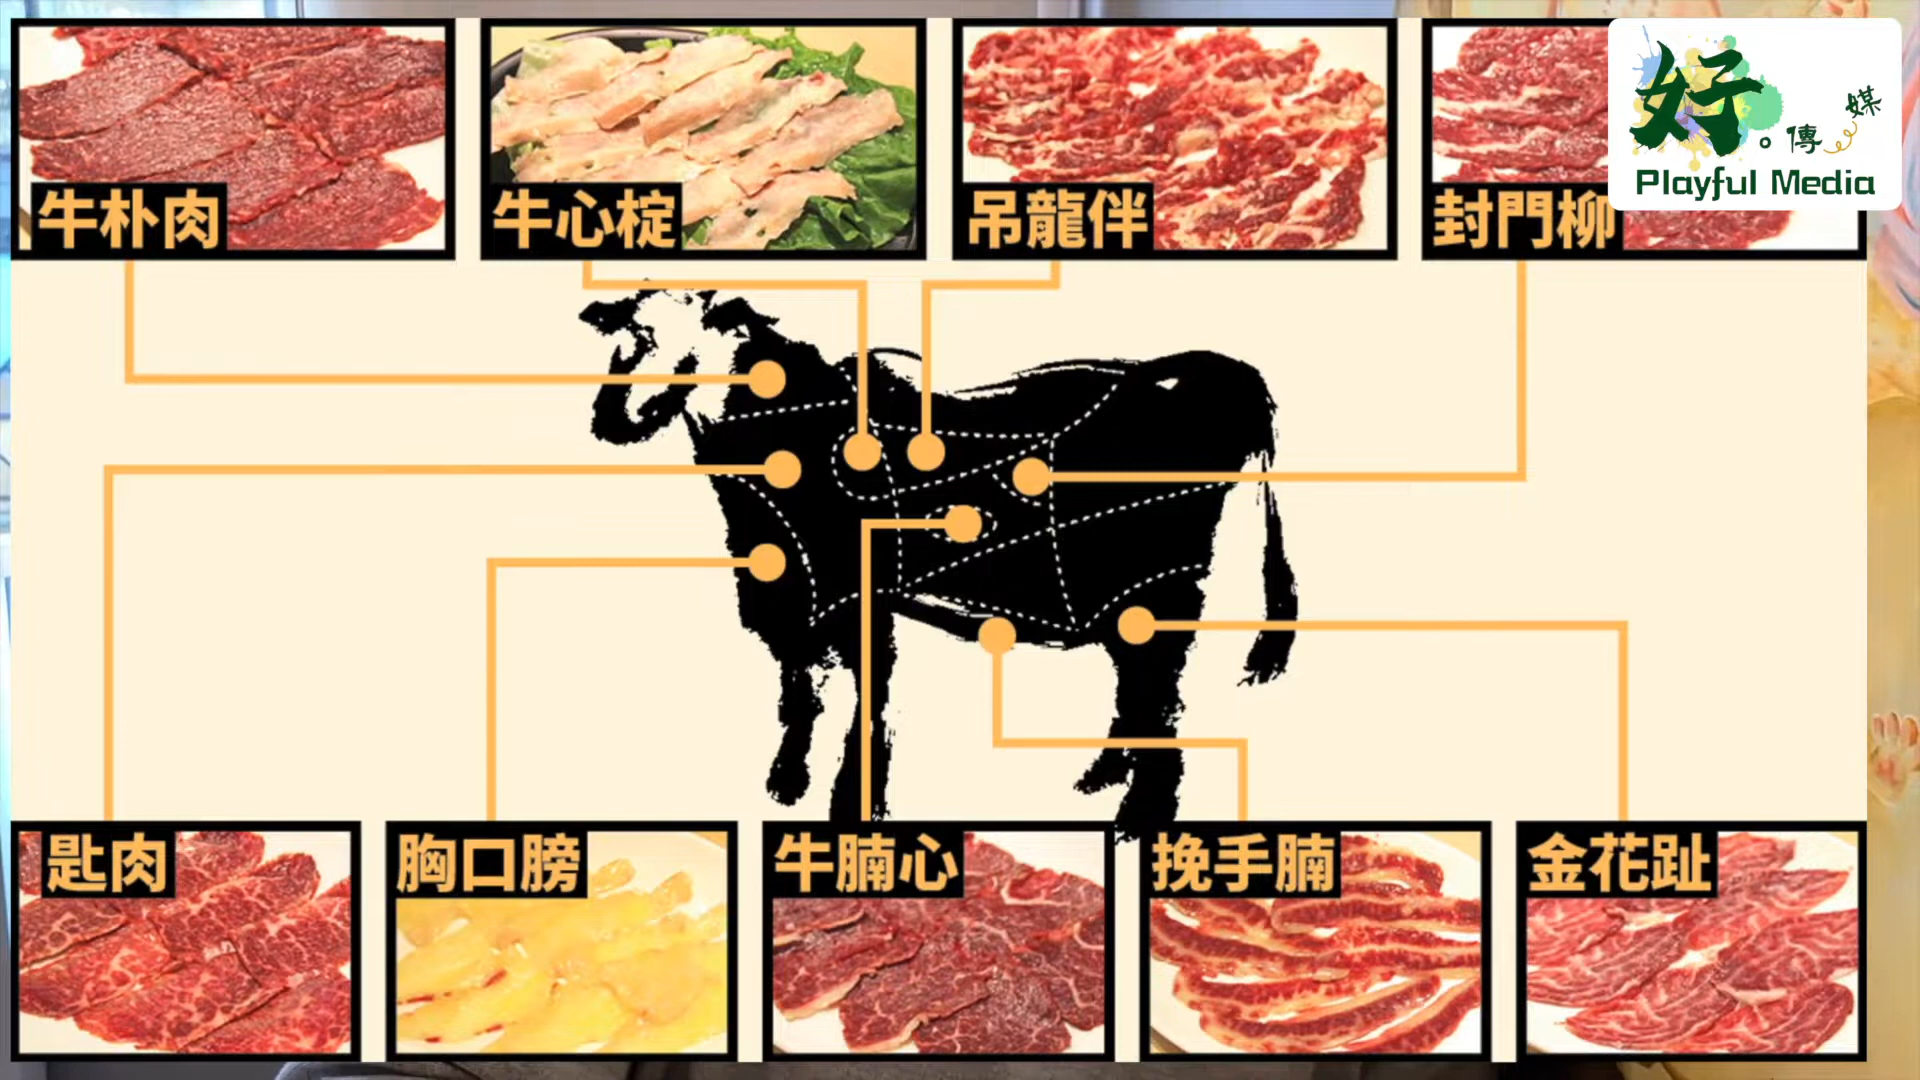 牛朴肉
牛心椗
吊龍伴
封門柳
好。傳媒
Playful Media
匙肉
胸口膀
牛腩心
挽手腩
金花趾